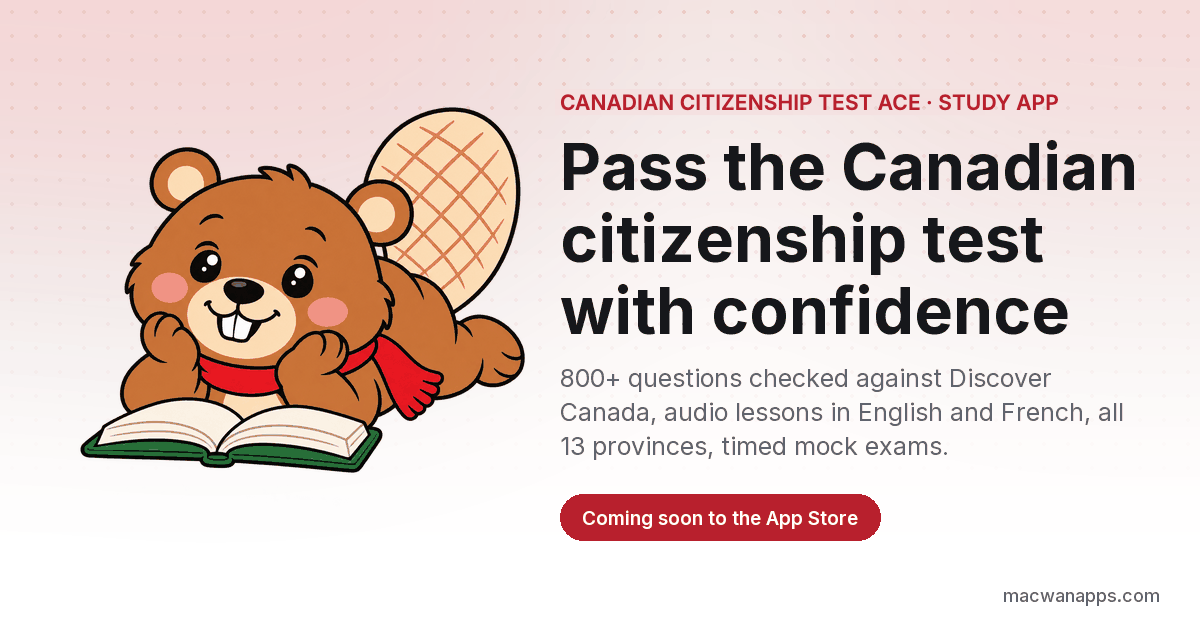 CANADIAN CITIZENSHIP TEST ACE · STUDY APP
Pass the Canadian
citizenship test
with confidence
800+ questions checked against Discover
Canada, audio lessons in English and French, all
13 provinces, timed mock exams.
Coming soon to the App Store
macwanapps.com